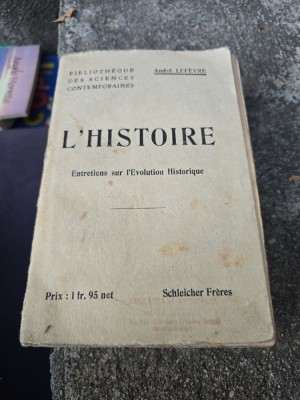 BIBLIOTHÈQUE
DES SCIENCES
CONTEMPORAINES
André LEFÈVRE
L'HISTOIRE
Entretiens sur l'Evolution Historique
Prix : 1 fr. 95 net
Schleicher Frères